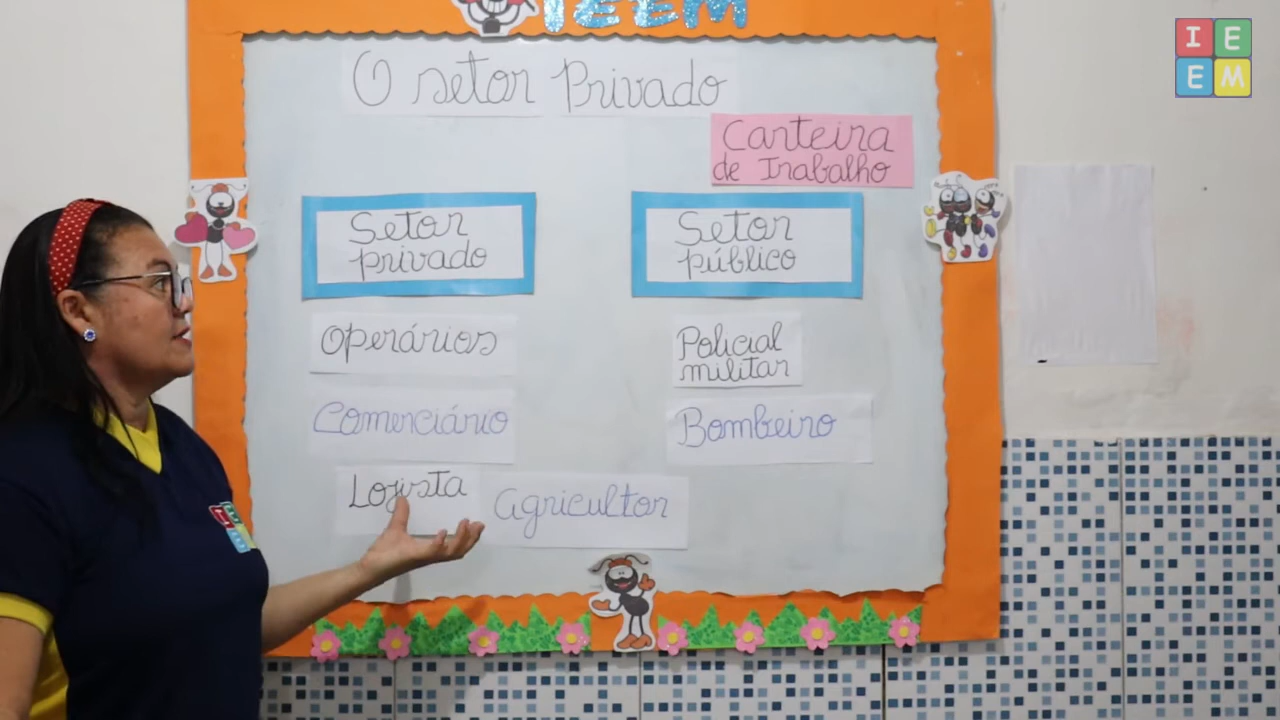 IEEM
I E
E M
O setor Privado
Carteira
de Trabalho
Setor
privado
Setor
público
Operários
Policial
militar
Comerciário
Bombeiro
Lojista
agricultor